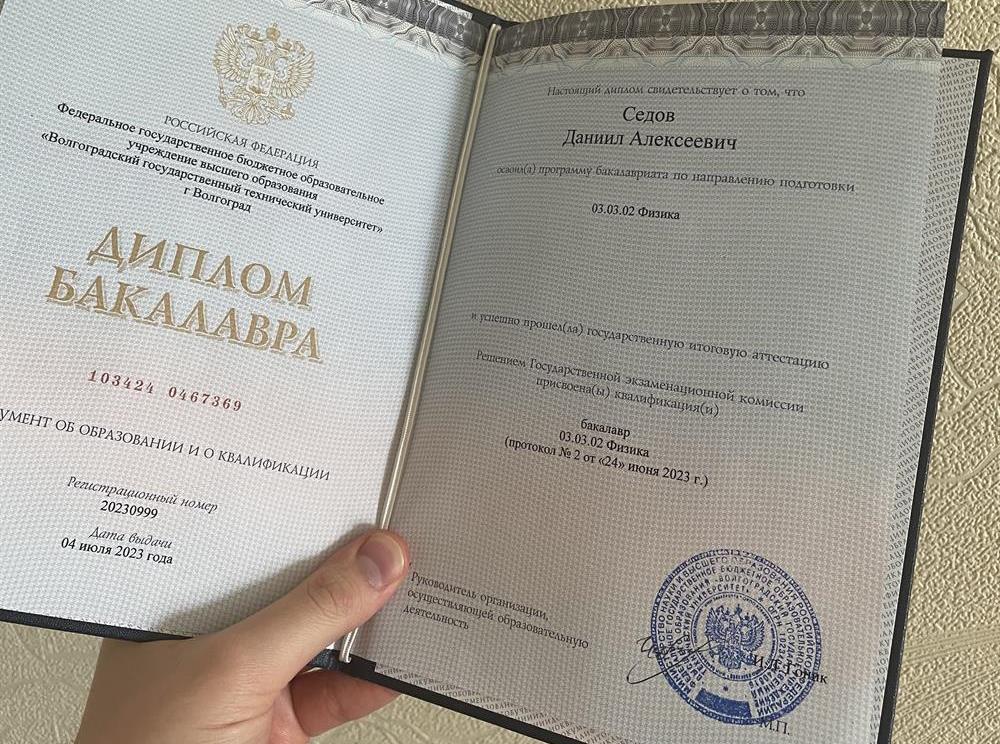 РОССИЙСКАЯ ФЕДЕРАЦИЯ
Федеральное государственное бюджетное образовательное
учреждение высшего образования
«Волгоградский государственный технический университет»
г Волгоград
ДИПЛОМ
БАКАЛАВРА
103424 0467369
УМЕНТ ОБ ОБРАЗОВАНИИ И О КВАЛИФИКАЦИИ
Регистрационный номер
20230999
Дата выдачи
04 июля 2023 года
Настоящий диплом свидетельствует о том, что
Седов
Даниил Алексеевич
освоил(а) программу бакалавриата по направлению подготовки
03.03.02 Физика
и успешно прошел(ла) государственную итоговую аттестацию
Решением Государственной экзаменационной комиссии
присвоена(ы) квалификация(и)
бакалавр
03.03.02 Физика
(протокол № 2 от «24» июня 2023 г.)
Руководитель организации,
осуществляющей образовательную
деятельность
Гоник
М.П.